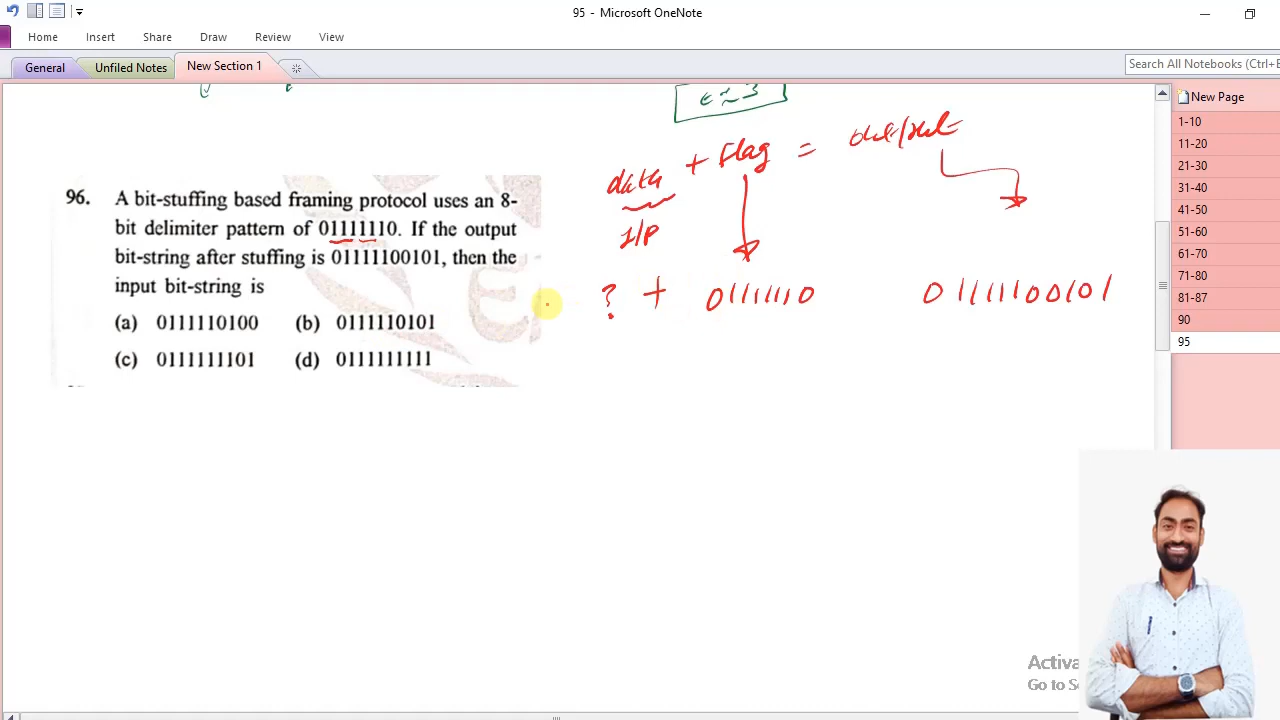 95 - Microsoft OneNote
Home Insert Share Draw Review View
General Unfiled Notes New Section 1
Search All Notebooks (Ctrl+E
New Page
1-10
11-20
21-30
31-40
41-50
51-60
71-80
61-70
81-87
90
95
96. A bit-stuffing based framing protocol uses an 8-
bit delimiter pattern of 01111110. If the output
bit-string after stuffing is 01111100101, then the
input bit-string is
(a) 0111110100 (b) 0111110101
(c) 0111111101 (d) 0111111111
data + Flag =
I/P
? + 01111110 01111100101
Activa
Go to Se